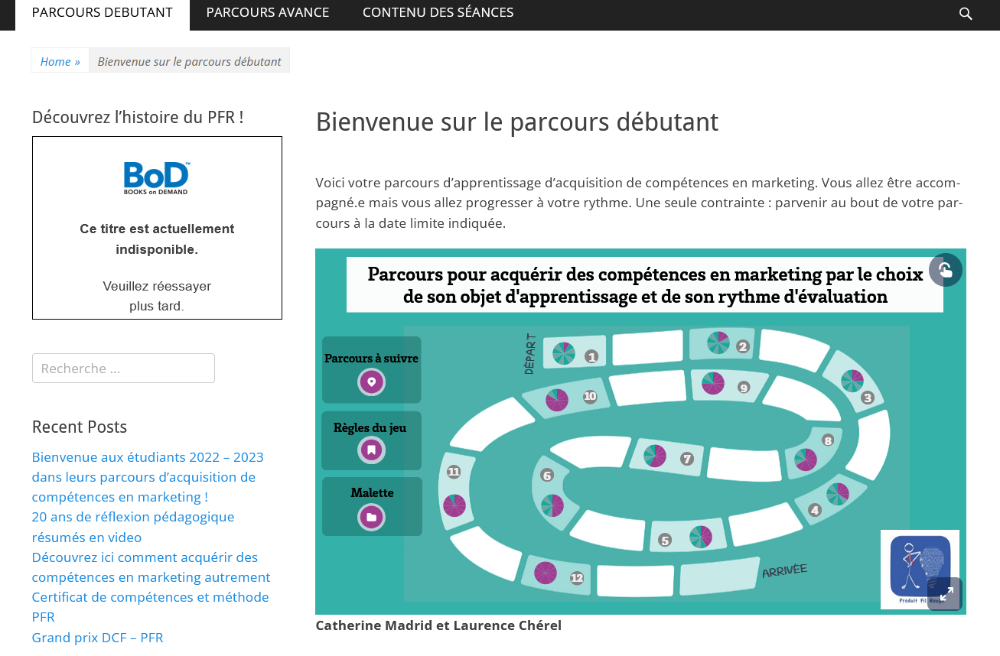 PARCOURS DEBUTANT
PARCOURS AVANCE
CONTENU DES SÉANCES
Home »
Bienvenue sur le parcours débutant
Découvrez l’histoire du PFR !
BoD™
BOOKS on DEMAND
Ce titre est actuellement
indisponible.
Veuillez réessayer
plus tard.
Recherche ...
Recent Posts
Bienvenue aux étudiants 2022 – 2023
dans leurs parcours d’acquisition de
compétences en marketing !
20 ans de réflexion pédagogique
résumés en video
Découvrez ici comment acquérir des
compétences en marketing autrement
Certificat de compétences et méthode
PFR
Grand prix DCF – PFR
Bienvenue sur le parcours débutant
Voici votre parcours d’apprentissage d’acquisition de compétences en marketing. Vous allez être accom-
pagné.e mais vous allez progresser à votre rythme. Une seule contrainte : parvenir au bout de votre par-
cours à la date limite indiquée.
Parcours pour acquérir des compétences en marketing par le choix
de son objet d'apprentissage et de son rythme d'évaluation
Parcours à suivre
Règles du jeu
Malette
DÉPART
1
2
3
4
5
6
7
8
9
10
11
12
ARRIVÉE
Produit fil Rouge
Catherine Madrid et Laurence Chérel